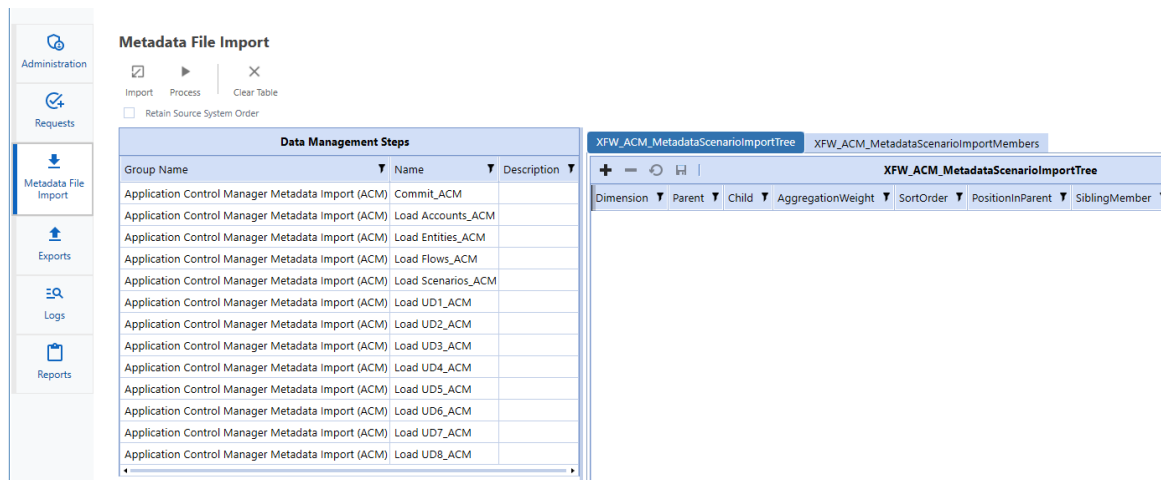 Administration
Requests
Metadata File
Import
Exports
Logs
Reports
Metadata File Import
Import Process Clear Table
Retain Source System Order
Data Management Steps
Group Name Name Description
Application Control Manager Metadata Import (ACM) Commit_ACM
Application Control Manager Metadata Import (ACM) Load Accounts_ACM
Application Control Manager Metadata Import (ACM) Load Entities_ACM
Application Control Manager Metadata Import (ACM) Load Flows_ACM
Application Control Manager Metadata Import (ACM) Load Scenarios_ACM
Application Control Manager Metadata Import (ACM) Load UD1_ACM
Application Control Manager Metadata Import (ACM) Load UD2_ACM
Application Control Manager Metadata Import (ACM) Load UD3_ACM
Application Control Manager Metadata Import (ACM) Load UD4_ACM
Application Control Manager Metadata Import (ACM) Load UD5_ACM
Application Control Manager Metadata Import (ACM) Load UD6_ACM
Application Control Manager Metadata Import (ACM) Load UD7_ACM
Application Control Manager Metadata Import (ACM) Load UD8_ACM
XFW_ACM_MetadataScenarioImportTree XFW_ACM_MetadataScenarioImportMembers
XFW_ACM_MetadataScenarioImportTree
Dimension Parent Child AggregationWeight SortOrder PositionInParent SiblingMember